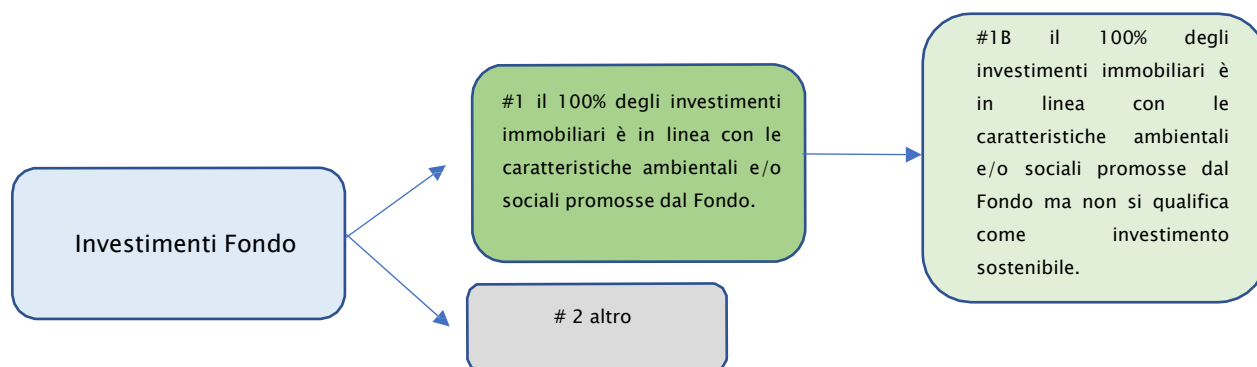 Investimenti Fondo
#1 il 100% degli investimenti
immobiliari è in linea con le
caratteristiche ambientali e/o
sociali promosse dal Fondo.
# 2 altro
#1B il 100% degli
investimenti immobiliari è
in linea con le
caratteristiche ambientali
e/o sociali promosse dal
Fondo ma non si qualifica
come investimento
sostenibile.